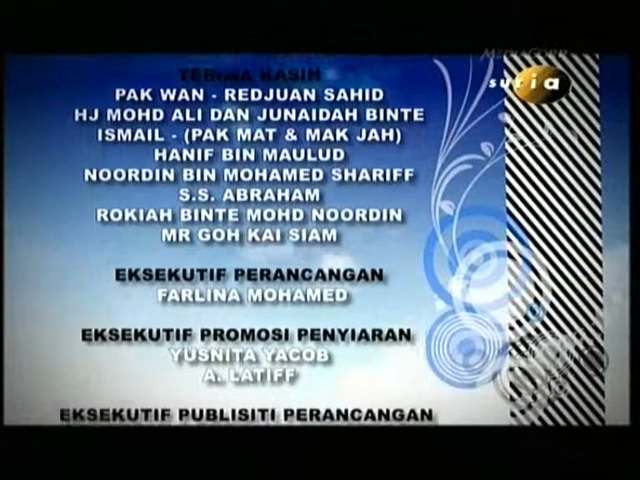 MEDIACORP
suria
TERIMA KASIH
PAK WAN - REDJUAN SAHID
HJ MOHD ALI DAN JUNAIDAH BINTE
ISMAIL - (PAK MAT & MAK JAH)
HANIF BIN MAULUD
NOORDIN BIN MOHAMED SHARIFF
S.S. ABRAHAM
ROKIAH BINTE MOHD NOORDIN
MR GOH KAI SIAM
EKSEKUTIF PERANCANGAN
FARLINA MOHAMED
EKSEKUTIF PROMOSI PENYIARAN
YUSNITA YACOB
A. LATIFF
EKSEKUTIF PUBLISITI PERANCANGAN